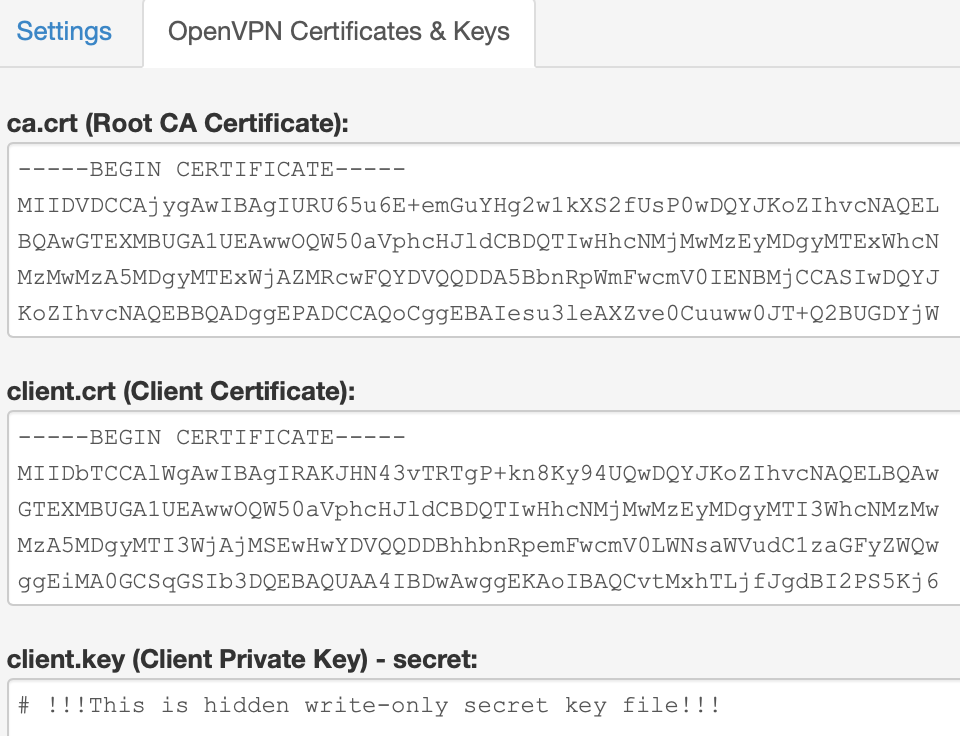 Settings
OpenVPN Certificates & Keys
ca.crt (Root CA Certificate):
-----BEGIN CERTIFICATE-----
MIIDVDCCAjygAwIBAgIURU65u6E+emGuYHg2w1kXS2fUsP0wDQYJKoZIhvcNAQEL
BQAwGTEXMBUGA1UEAwwOQW50aVphcHJldCBDQTIwHhcNMjMwMzEyMDgyMTExWhcN
MzMwMzA5MDgyMTExWjAZMRcwFQYDVQQDDA5BbnRpWmFwcmV0IENBMjCCASIwDQYJ
KoZIhvcNAQEBBQADggEPADCCAQoCggEBAIesu3leAXZve0Cuuww0JT+Q2BUGDYjW
client.crt (Client Certificate):
-----BEGIN CERTIFICATE-----
MIIDbTCCAlWgAwIBAgIRAKJHN43vTRTgP+kn8Ky94UQwDQYJKoZIhvcNAQELBQAw
GTEXMBUGA1UEAwwOQW50aVphcHJldCBDQTIwHhcNMjMwMzEyMDgyMTI3WhcNMzMw
MzA5MDgyMTI3WjAjMSEwHwYDVQQDDBhhbnRpemFwcmV0LWNsaWVudC1zaGFyZWQw
ggEiMA0GCSqGSIb3DQEBAQUAA4IBDwAwggEKAoIBAQCvtMxhTLjfJgdBI2PS5Kj6
client.key (Client Private Key) - secret:
# !!!This is hidden write-only secret key file!!!